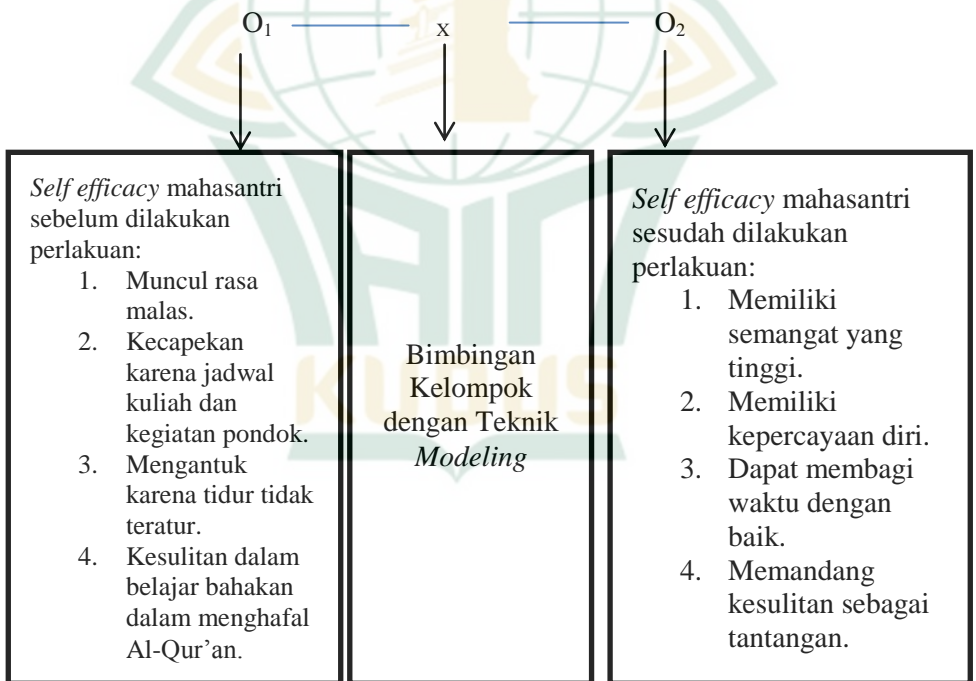 O₁ X O₂
Self efficacy mahasantri
sebelum dilakukan
perlakuan:
1. Muncul rasa
malas.
2. Kecapekan
karena jadwal
kuliah dan
kegiatan pondok.
3. Mengantuk
karena tidur tidak
teratur.
4. Kesulitan dalam
belajar bahakan
dalam menghafal
Al-Qur’an.
Bimbingan
Kelompok
dengan Teknik
Modeling
Self efficacy mahasantri
sesudah dilakukan
perlakuan:
1. Memiliki
semangat yang
tinggi.
2. Memiliki
kepercayaan diri.
3. Dapat membagi
waktu dengan
baik.
4. Memandang
kesulitan sebagai
tantangan.
IAIN
KUDUS